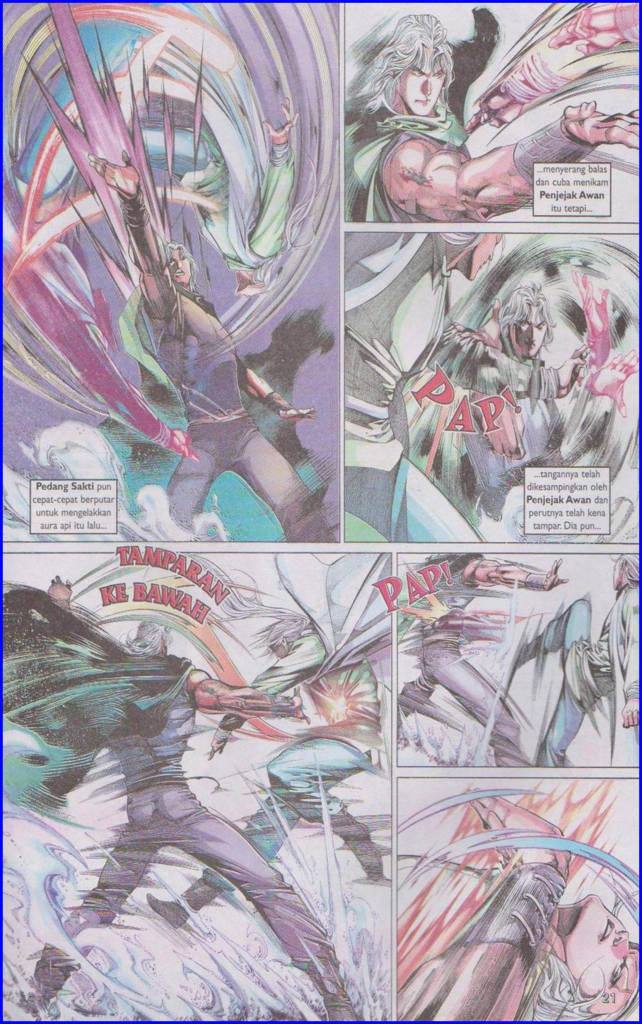 Pedang Sakti pun
cepat-cepat berputar
untuk mengelakkan
aura api itu lalu...
...menyerang balas
dan cuba menikam
Penjejak Awan
itu tetapi...
PAP!
...tangannya telah
dikesampingkan oleh
Penjejak Awan dan
perutnya telah kena
tampar. Dia pun...
TAMPARAN
KE BAWAH
PAP!
21